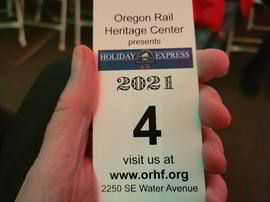 Oregon Rail
Heritage Center
presents
HOLIDAY EXPRESS
2021
4
visit us at
www.orhf.org
2250 SE Water Avenue